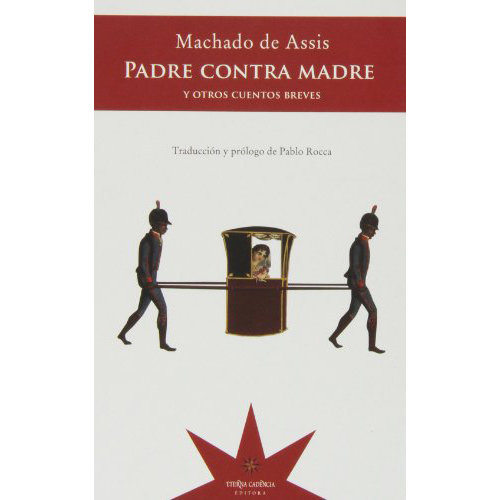 Machado de Assis
PADRE CONTRA MADRE
Y OTROS CUENTOS BREVES
Traducción y prólogo de Pablo Rocca
ETERNA CADENCIA
EDITORA